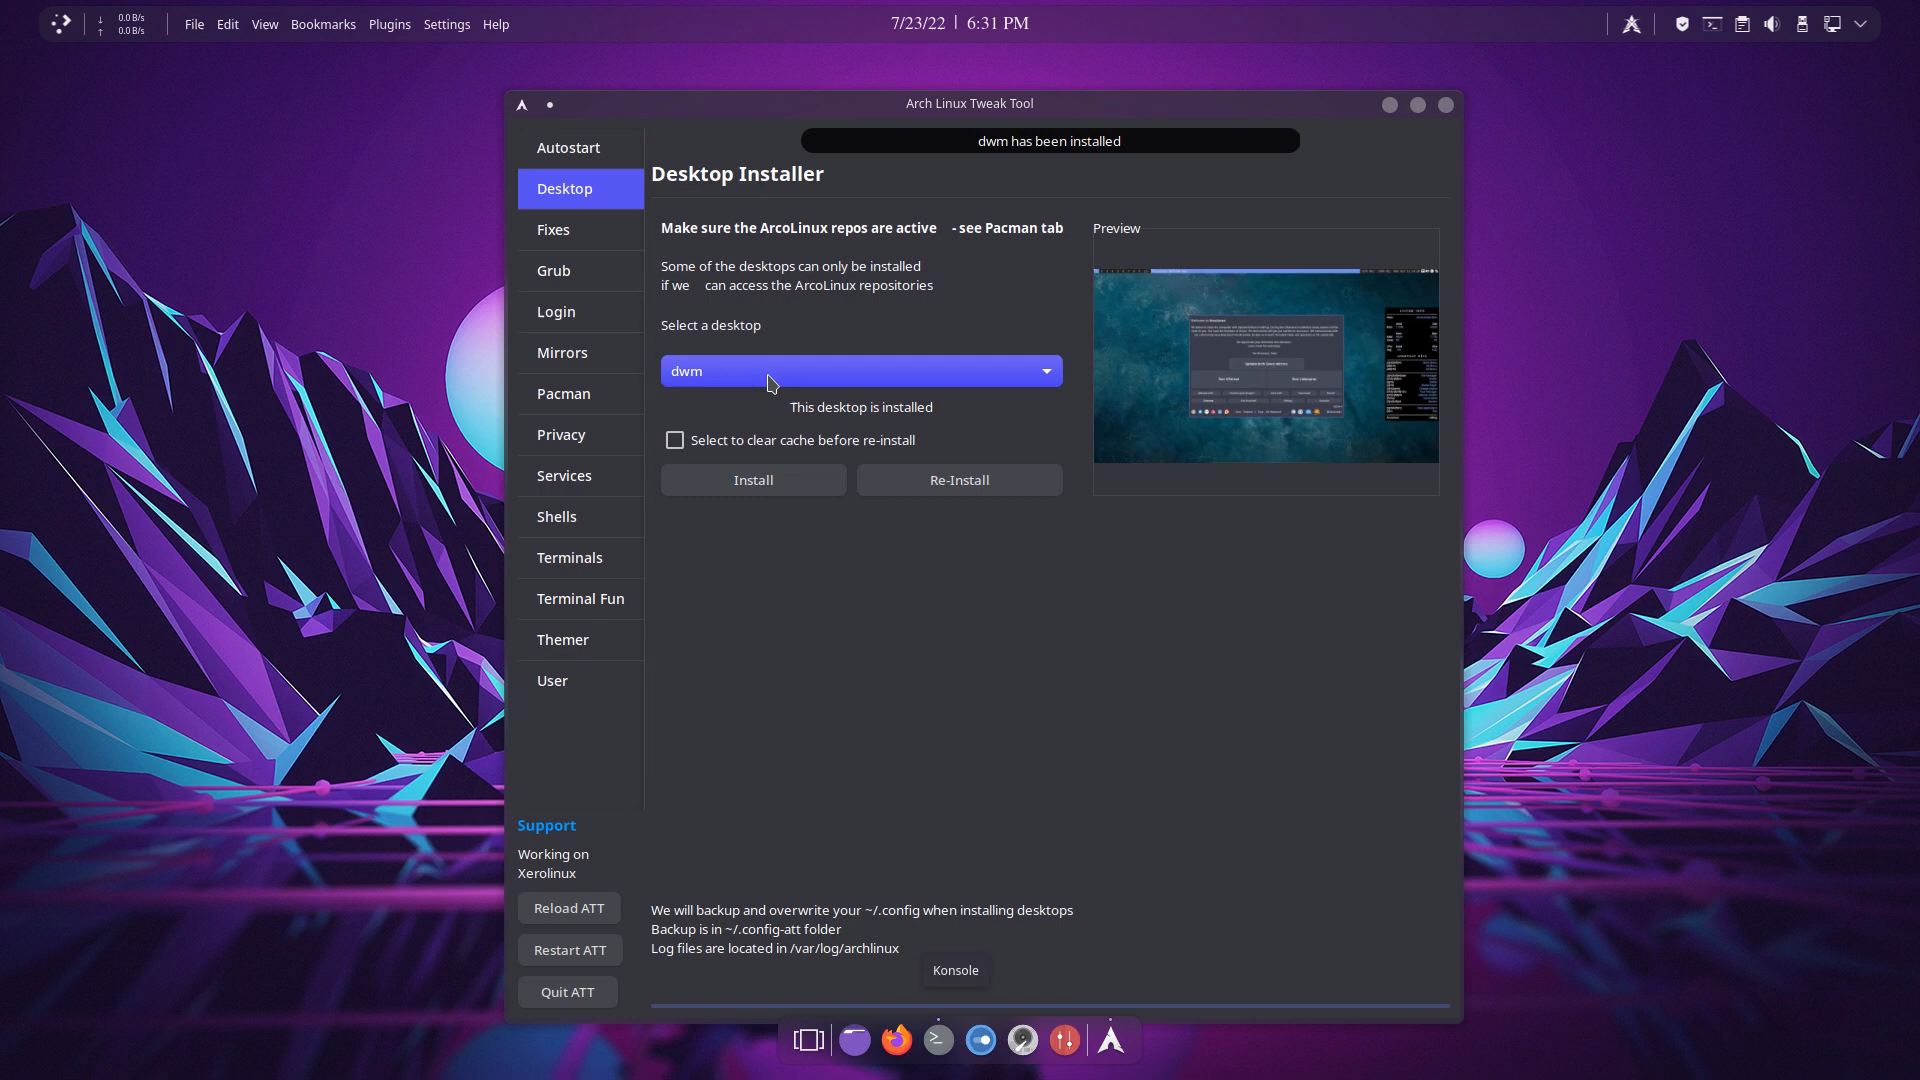 0.0 B/s
0.0 B/s
File Edit View Bookmarks Plugins Settings Help
7/23/22 | 6:31 PM
Arch Linux Tweak Tool
dwm has been installed
Autostart
Desktop
Fixes
Grub
Login
Mirrors
Pacman
Privacy
Services
Shells
Terminals
Terminal Fun
Themer
User
Desktop Installer
Make sure the ArcoLinux repos are active - see Pacman tab
Some of the desktops can only be installed
if we can access the ArcoLinux repositories
Select a desktop
dwm
This desktop is installed
Select to clear cache before re-install
Install Re-Install
Preview
Support
Working on
Xerolinux
Reload ATT
Restart ATT
Quit ATT
We will backup and overwrite your ~/.config when installing desktops
Backup is in ~/.config-att folder
Log files are located in /var/log/archlinux
Konsole